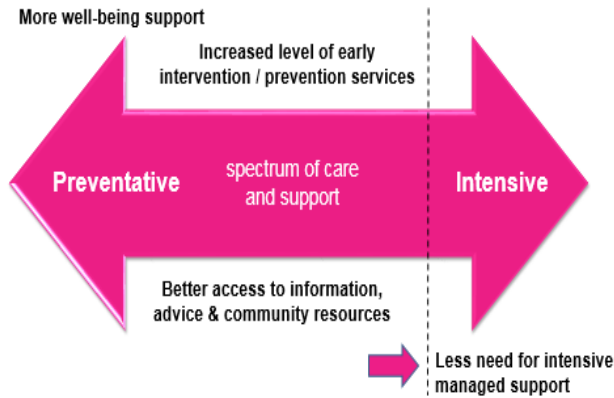 More well-being support
Increased level of early
intervention / prevention services
Preventative
spectrum of care
and support
Intensive
Better access to information,
advice & community resources
Less need for intensive
managed support